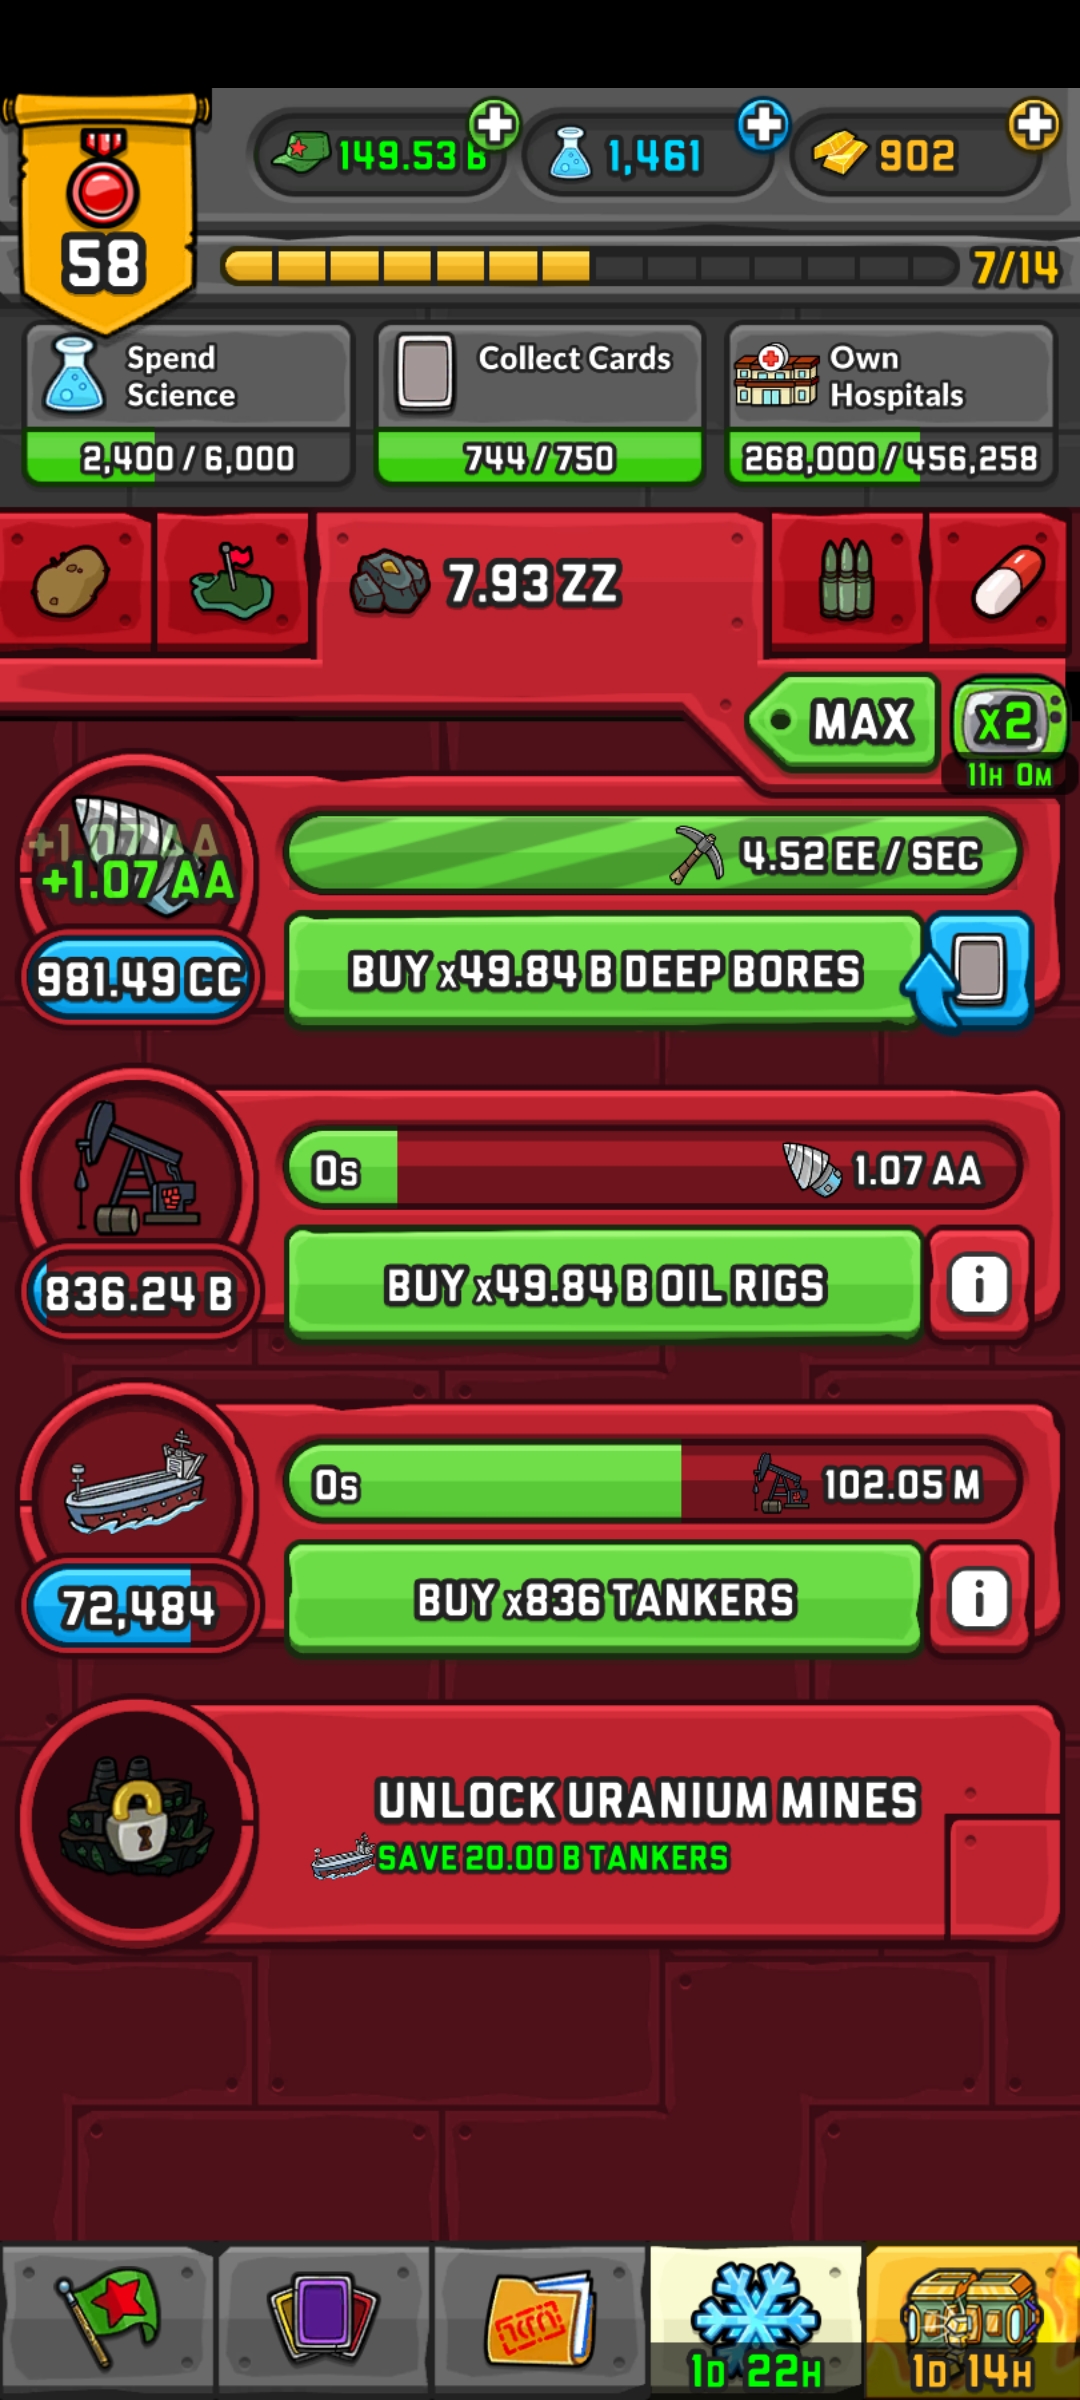 58
149.53 B
1,461
902
7/14
Spend
Science
2,400 / 6,000
Collect Cards
744 / 750
Own
Hospitals
268,000 / 456,258
7.93 ZZ
MAX
x2
11H 0M
+1.07 AA
+1.07 AA
981.49 CC
4.52 EE / SEC
BUY x49.84 B DEEP BORES
0s
1.07 AA
836.24 B
BUY x49.84 B OIL RIGS
i
0s
102.05 M
72,484
BUY x836 TANKERS
i
UNLOCK URANIUM MINES
SAVE 20.00 B TANKERS
1D 22H
1D 14H